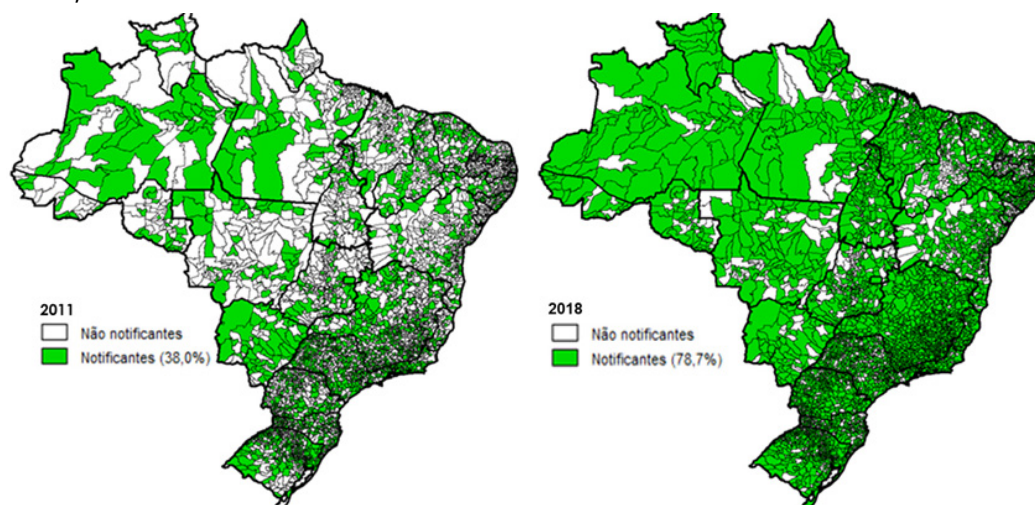 2011
Não notificantes
Notificantes (38,0%)
2018
Não notificantes
Notificantes (78,7%)